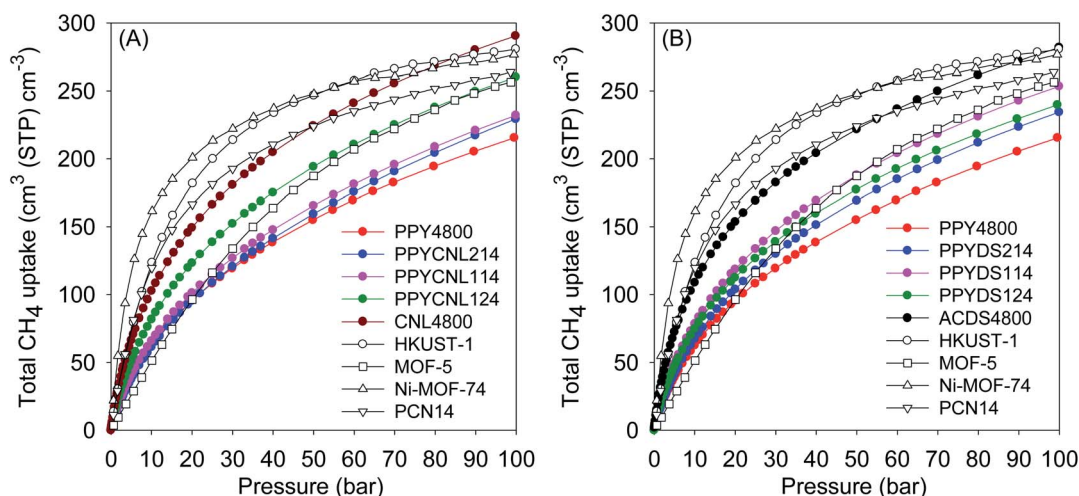 (A)
Total CH4 uptake (cm3 (STP) cm-3)
300
250
200
150
100
50
0
PPY4800
PPYCNL214
PPYCNL114
PPYCNL124
CNL4800
HKUST-1
MOF-5
Ni-MOF-74
PCN14
0 10 20 30 40 50 60 70 80 90 100
Pressure (bar)
(B)
Total CH4 uptake (cm3 (STP) cm-3)
300
250
200
150
100
50
0
PPY4800
PPYDS214
PPYDS114
PPYDS124
ACDS4800
HKUST-1
MOF-5
Ni-MOF-74
PCN14
0 10 20 30 40 50 60 70 80 90 100
Pressure (bar)